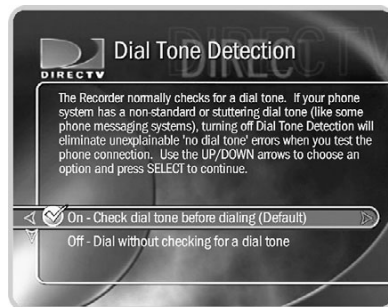 DIRECTV
Dial Tone Detection
The Recorder normally checks for a dial tone. If your phone
system has a non-standard or stuttering dial tone (like some
phone messaging systems), turning off Dial Tone Detection will
eliminate unexplainable 'no dial tone' errors when you test the
phone connection. Use the UP/DOWN arrows to choose an
option and press SELECT to continue.
On - Check dial tone before dialing (Default)
Off - Dial without checking for a dial tone